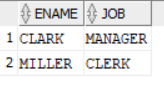 ENAME JOB
1 CLARK MANAGER
2 MILLER CLERK